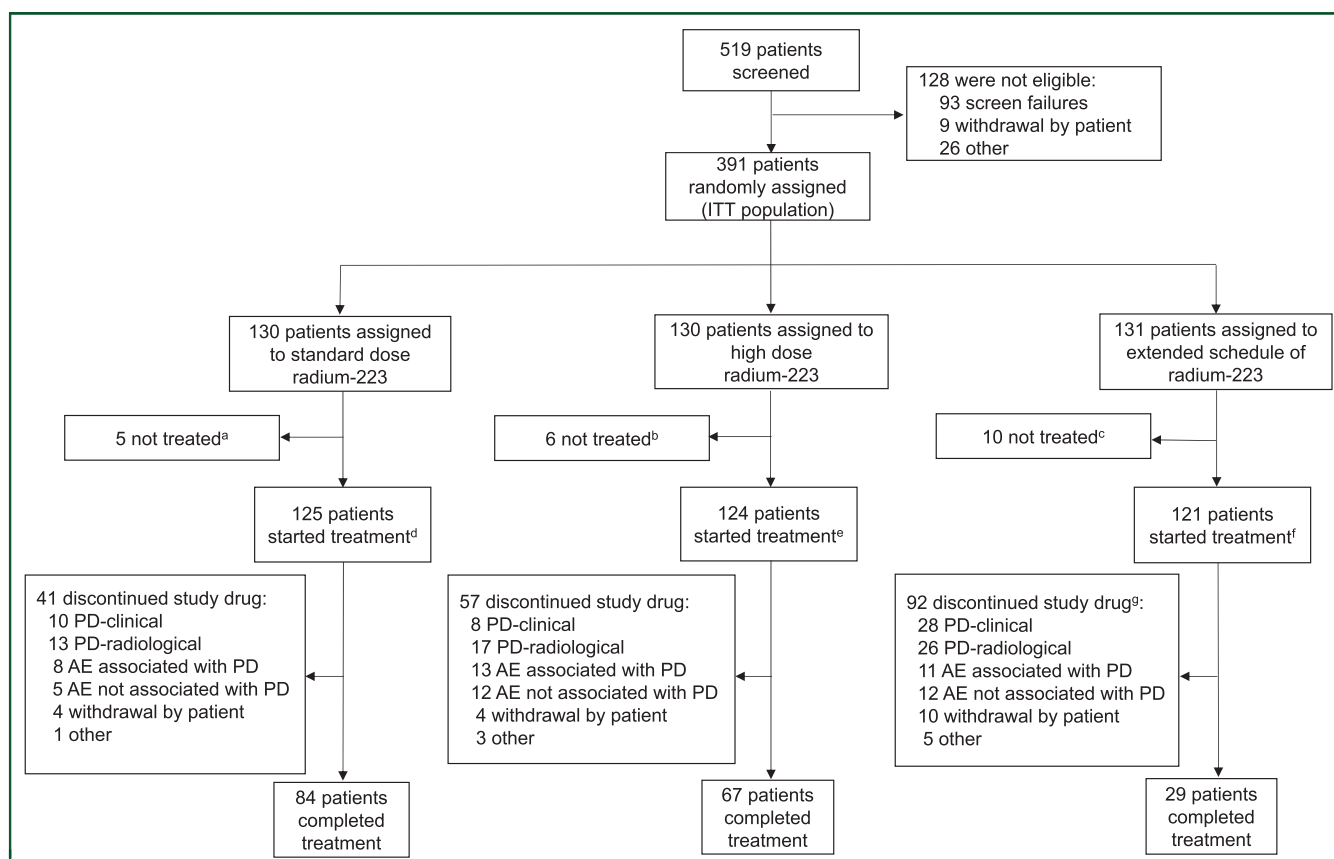 519 patients
screened
128 were not eligible:
93 screen failures
9 withdrawal by patient
26 other
391 patients
randomly assigned
(ITT population)
130 patients assigned
to standard dose
radium-223
130 patients assigned to
high dose
radium-223
131 patients assigned to
extended schedule of
radium-223
5 not treatedᵃ
6 not treatedᵇ
10 not treatedᶜ
125 patients
started treatmentᵈ
124 patients
started treatmentᵉ
121 patients
started treatmentᶠ
41 discontinued study drug:
10 PD-clinical
13 PD-radiological
8 AE associated with PD
5 AE not associated with PD
4 withdrawal by patient
1 other
57 discontinued study drug:
8 PD-clinical
17 PD-radiological
13 AE associated with PD
12 AE not associated with PD
4 withdrawal by patient
3 other
92 discontinued study drugᵍ:
28 PD-clinical
26 PD-radiological
11 AE associated with PD
12 AE not associated with PD
10 withdrawal by patient
5 other
84 patients
completed
treatment
67 patients
completed
treatment
29 patients
completed
treatment